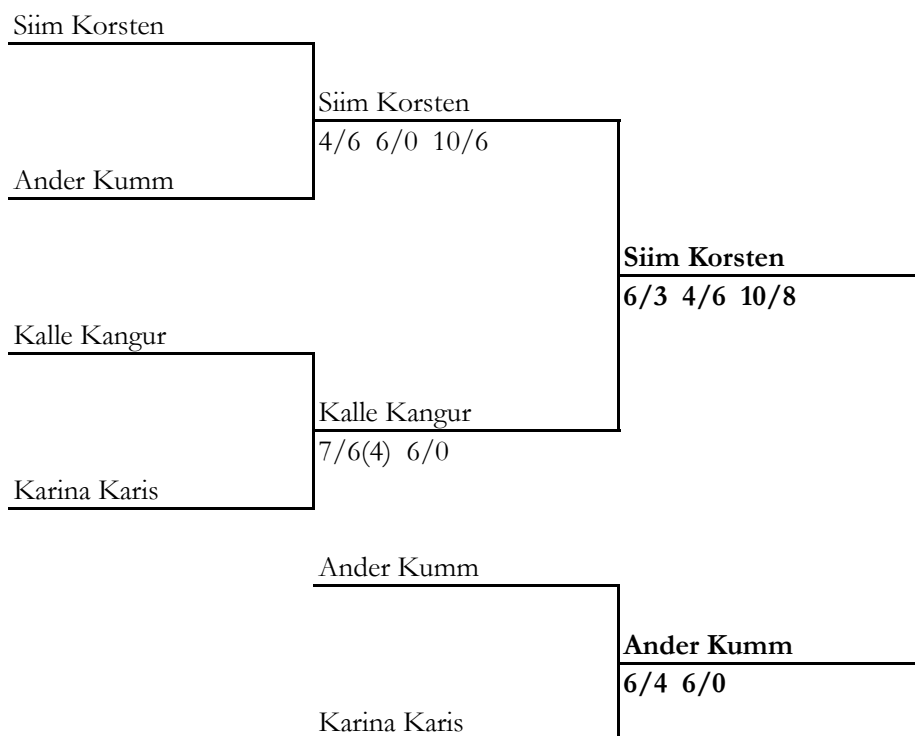 Siim Korsten
Siim Korsten
4/6 6/0 10/6
Ander Kumm
Siim Korsten
6/3 4/6 10/8
Kalle Kangur
Kalle Kangur
7/6(4) 6/0
Karina Karis
Ander Kumm
Ander Kumm
6/4 6/0
Karina Karis